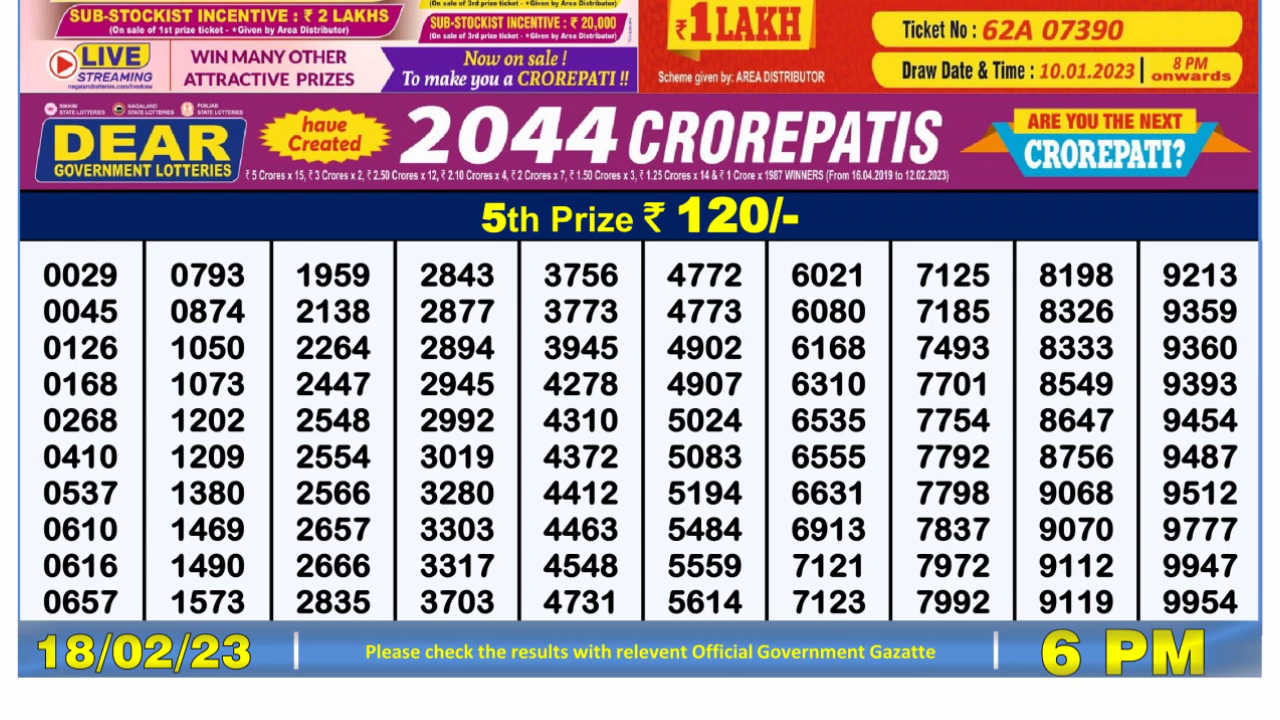 SUB-STOCKIST INCENTIVE : ₹ 2 LAKHS
(On sale of 1st prize ticket - *Given by Area Distributor)
(On sale of 3rd prize ticket - *Given by Area Distributor)
SUB-STOCKIST INCENTIVE : ₹ 20,000
(On sale of 3rd prize ticket - *Given by Area Distributor)
LIVE
STREAMING
nagalandlotteries.com/livedraw
WIN MANY OTHER
ATTRACTIVE PRIZES
Now on sale !
To make you a CROREPATI !!
₹1 LAKH
Scheme given by: AREA DISTRIBUTOR
Ticket No : 62A 07390
Draw Date & Time : 10.01.2023 | 8 PM onwards
SIKKIM STATE LOTTERIES
NAGALAND STATE LOTTERIES
PUNJAB STATE LOTTERIES
DEAR
GOVERNMENT LOTTERIES
have
Created
2044 CROREPATIS
₹ 5 Crores x 15, ₹ 3 Crores x 2, ₹ 2.50 Crores x 12, ₹ 2.10 Crores x 4, ₹ 2 Crores x 7, ₹ 1.50 Crores x 3, ₹ 1.25 Crores x 14 & ₹ 1 Crore x 1987 WINNERS (From 16.04.2019 to 12.02.2023)
ARE YOU THE NEXT
CROREPATI?
5th Prize ₹ 120/-
0029 0793 1959 2843 3756 4772 6021 7125 8198 9213
0045 0874 2138 2877 3773 4773 6080 7185 8326 9359
0126 1050 2264 2894 3945 4902 6168 7493 8333 9360
0168 1073 2447 2945 4278 4907 6310 7701 8549 9393
0268 1202 2548 2992 4310 5024 6535 7754 8647 9454
0410 1209 2554 3019 4372 5083 6555 7792 8756 9487
0537 1380 2566 3280 4412 5194 6631 7798 9068 9512
0610 1469 2657 3303 4463 5484 6913 7837 9070 9777
0616 1490 2666 3317 4548 5559 7121 7972 9112 9947
0657 1573 2835 3703 4731 5614 7123 7992 9119 9954
18/02/23 | Please check the results with relevent Official Government Gazatte | 6 PM